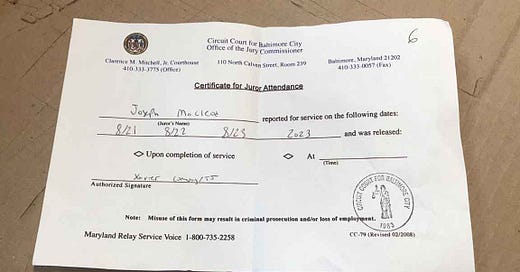 6
Circuit Court for Baltimore City
Office of the Jury Commissioner
Clarence M. Mitchell, Jr. Courthouse
410-333-3775 (Office)
110 North Calvert Street, Room 239
Baltimore, Maryland 21202
410-333-0057 (Fax)
Certificate for Juror Attendance
Joseph MacLeod reported for service on the following dates:
(Juror's Name)
8/21 8/22 8/23 2023 and was released:
Upon completion of service
At
(Time)
Xavier
Authorized Signature
CIRCUIT COURT FOR BALTIMORE CITY
1983
Note: Misuse of this form may result in criminal prosecution and/or loss of employment.
Maryland Relay Service Voice 1-800-735-2258
CC-79 (Revised 02/2008)